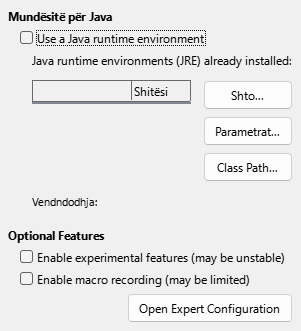 Mundësitë për Java
Use a Java runtime environment
Java runtime environments (JRE) already installed:
Shitësi
Shto...
Parametrat...
Class Path...
Vendndodhja:
Optional Features
Enable experimental features (may be unstable)
Enable macro recording (may be limited)
Open Expert Configuration